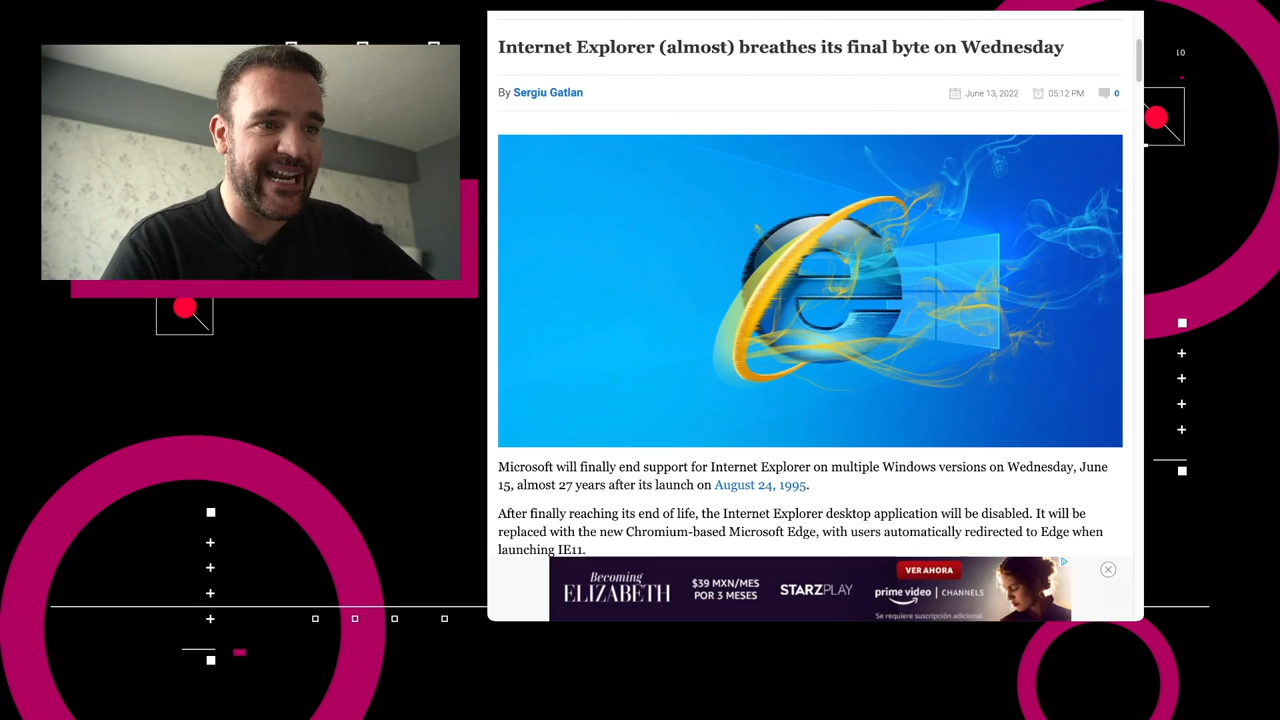 Internet Explorer (almost) breathes its final byte on Wednesday
By Sergiu Gatlan
June 13, 2022
05:12 PM
0
Microsoft will finally end support for Internet Explorer on multiple Windows versions on Wednesday, June
15, almost 27 years after its launch on August 24, 1995.
After finally reaching its end of life, the Internet Explorer desktop application will be disabled. It will be
replaced with the new Chromium-based Microsoft Edge, with users automatically redirected to Edge when
launching IE11.
Becoming
ELIZABETH
$39 MXN/MES
POR 3 MESES
STARZPLAY
VER AHORA
prime video | CHANNELS
Se requiere suscripción adicional
01